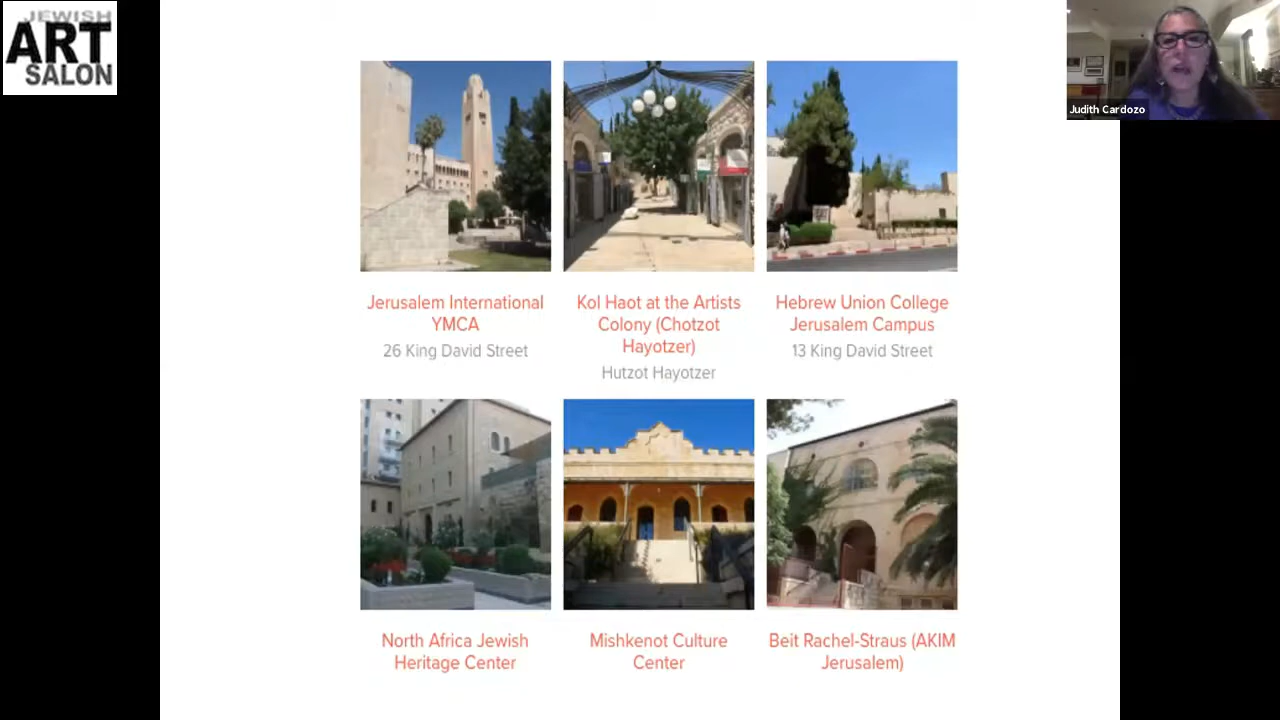 JEWISH
ART
SALON
Judith Cardozo
Jerusalem International
YMCA
26 King David Street
Kol Haot at the Artists
Colony (Chotzot
Hayotzer)
Hutzot Hayotzer
Hebrew Union College
Jerusalem Campus
13 King David Street
North Africa Jewish
Heritage Center
Mishkenot Culture
Center
Beit Rachel-Straus (AKIM
Jerusalem)